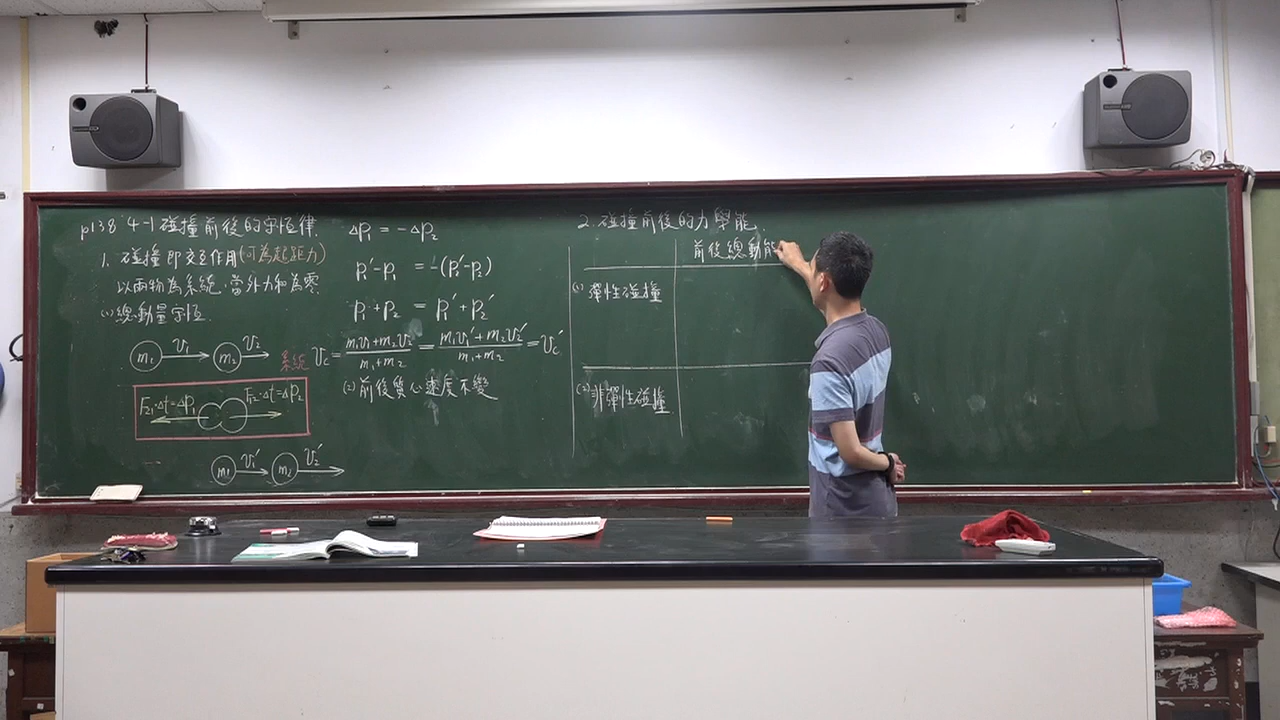 p138 4-1 碰撞前後的守恆律
1. 碰撞即交互作用(可為超距力)
以兩物為系統,當外力和為零
(1) 總動量守恆
m₁ v₁ m₂ v₂
F₂₁·Δt=ΔP₁ F₁₂·Δt=ΔP₂
m₁ v₁′ m₂ v₂′
ΔP₁ = -ΔP₂
P₁′-P₁ = -(P₂′-P₂)
P₁+P₂ = P₁′+P₂′
系統 v_c = (m₁v₁+m₂v₂)/(m₁+m₂) = (m₁v₁′+m₂v₂′)/(m₁+m₂) = v_c′
(2) 前後質心速度不變
2. 碰撞前後的力學能
前後總動能
(1) 彈性碰撞
(2) 非彈性碰撞